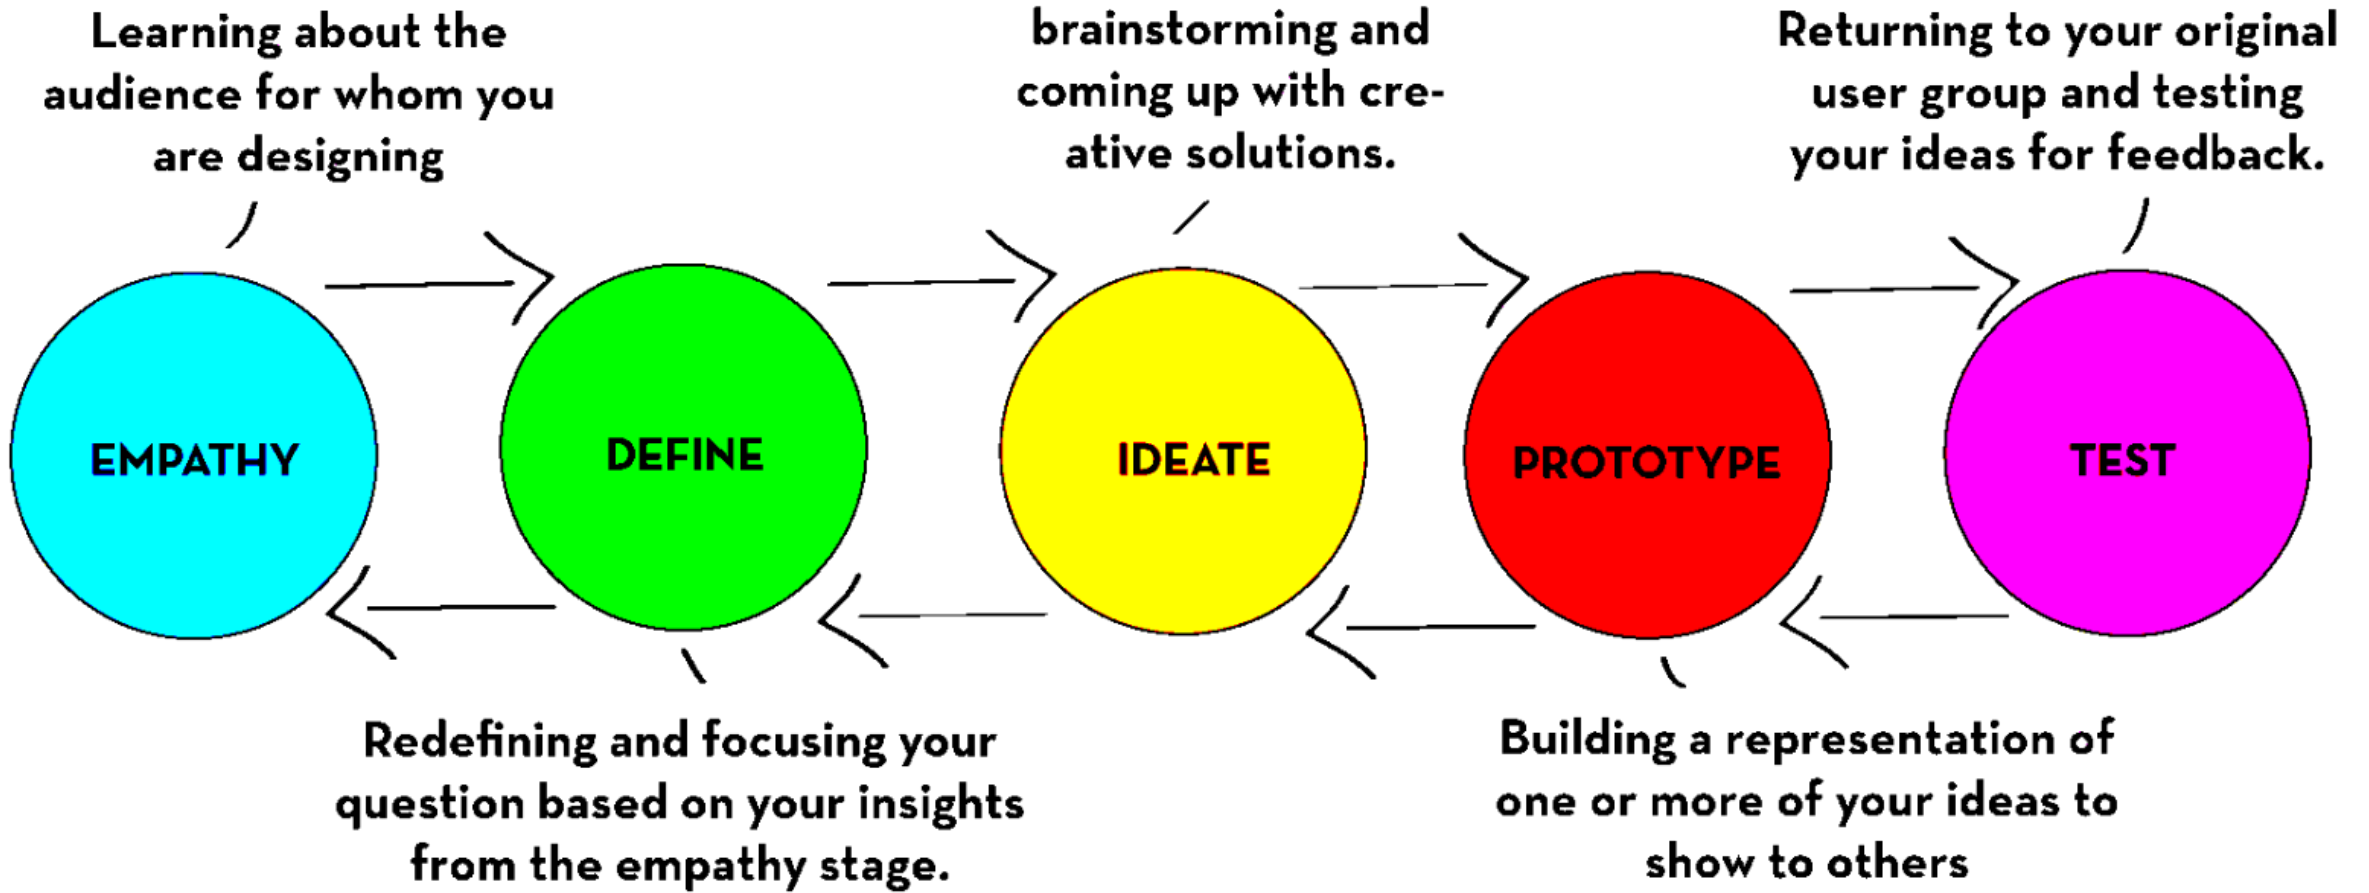 Learning about the
audience for whom you
are designing
brainstorming and
coming up with cre-
ative solutions.
Returning to your original
user group and testing
your ideas for feedback.
EMPATHY
DEFINE
IDEATE
PROTOTYPE
TEST
Redefining and focusing your
question based on your insights
from the empathy stage.
Building a representation of
one or more of your ideas to
show to others